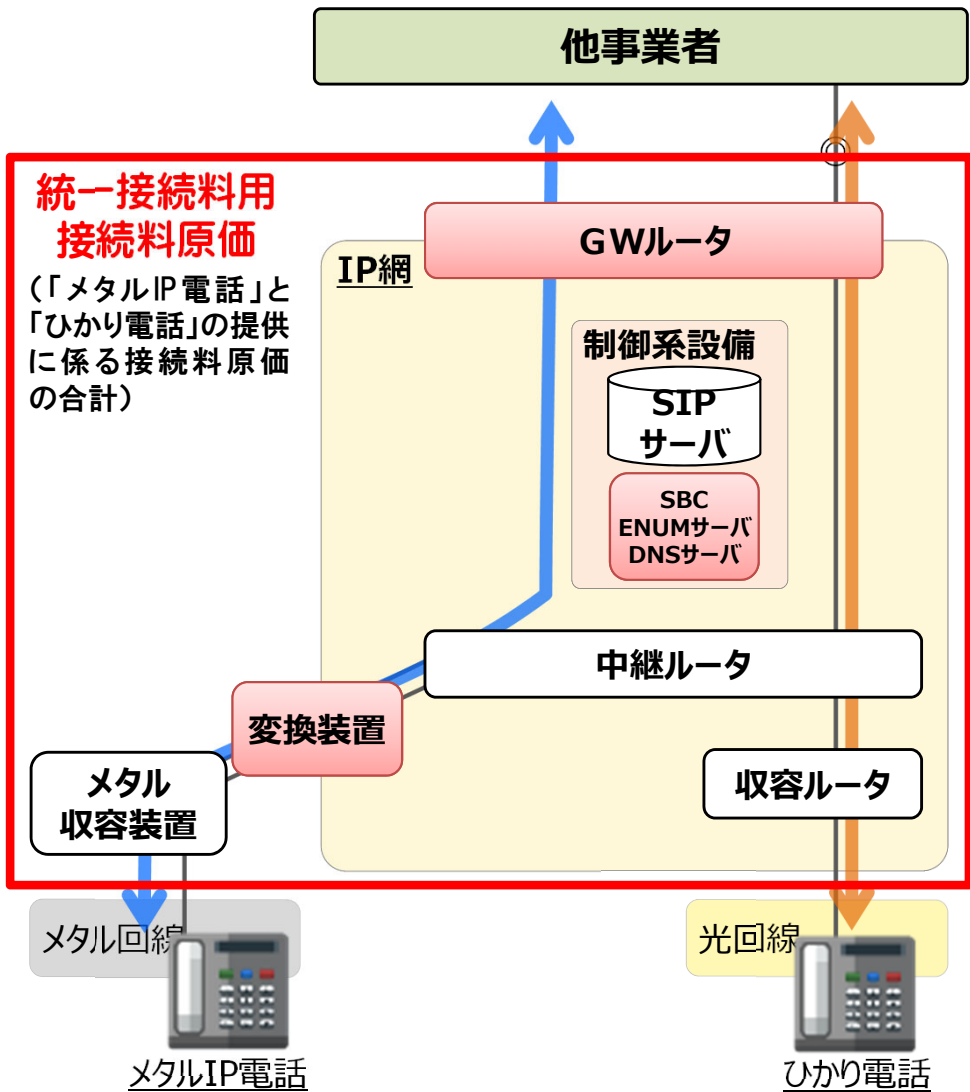 他事業者
統一接続料用
接続料原価
（「メタルIP電話」と
「ひかり電話」の提供
に係る接続料原価
の合計）
GWルータ
IP網
制御系設備
SIP
サーバ
SBC
ENUMサーバ
DNSサーバ
中継ルータ
変換装置
メタル
収容装置
収容ルータ
メタル回線
光回線
メタルIP電話
ひかり電話